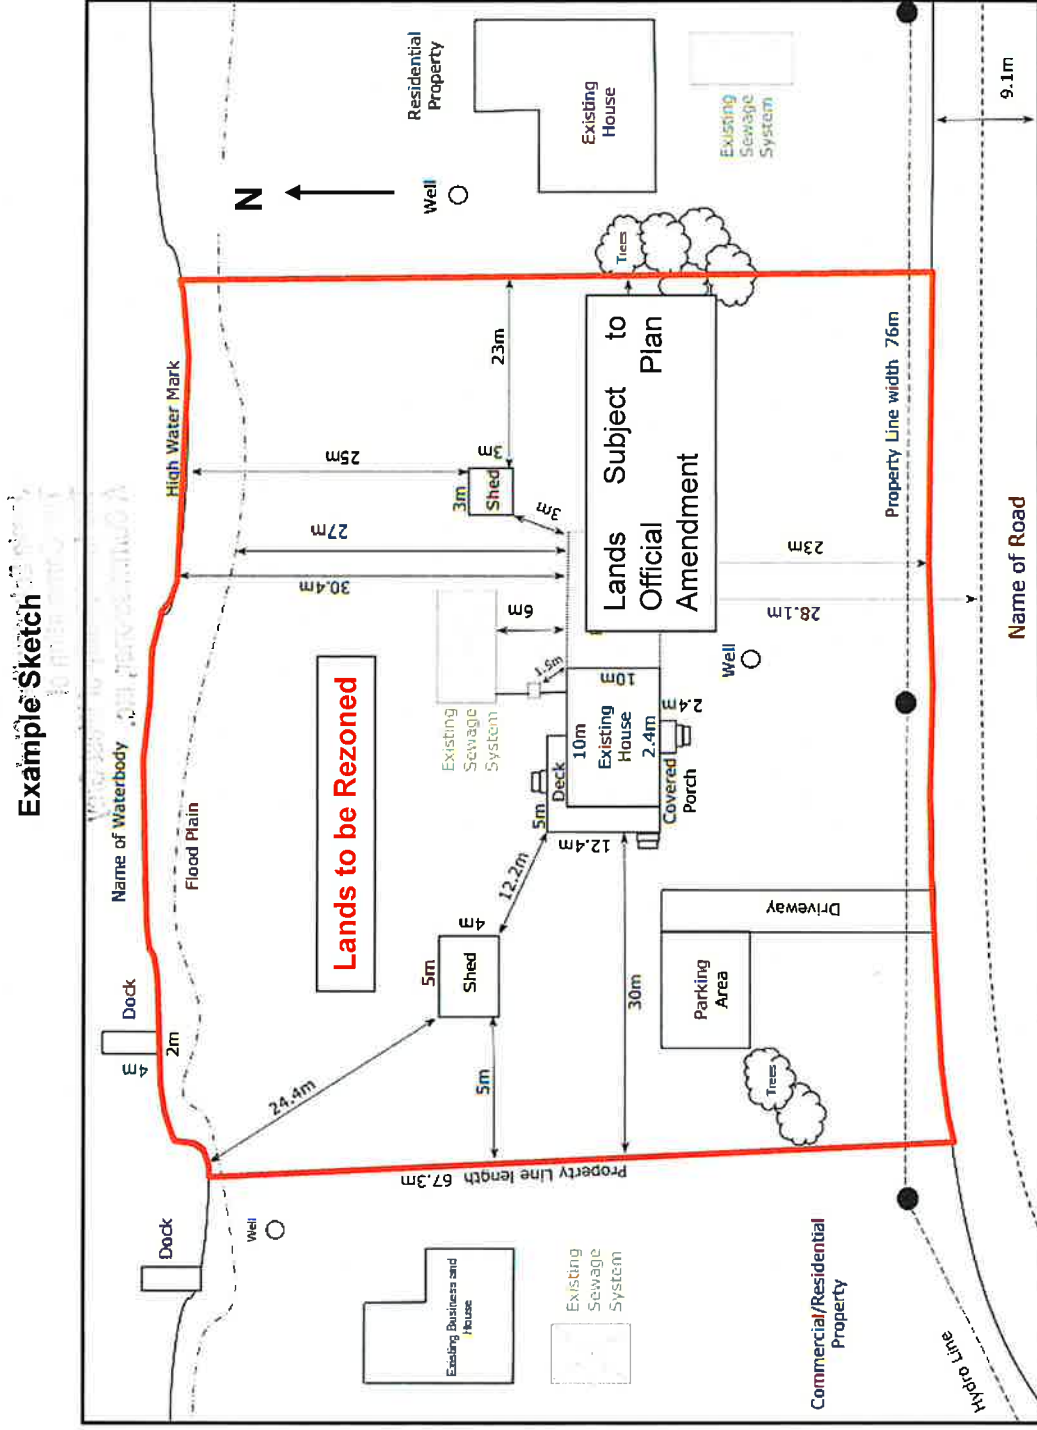 Example Sketch
Name of Waterbody
High Water Mark
Flood Plain
Dock
4m
2m
Dock
Well
24.4m
Lands to be Rezoned
30.4m
27m
25m
N
Residential
Property
Well
Existing
House
Existing
Sewage
System
Existing
Sewage
System
6m
1.5m
3m
3m
Shed
3m
23m
5m
4m
Shed
12.2m
5m
5m
Deck
10m
10m
Existing
House
2.4m
2.4m
12.4m
Covered
Porch
30m
Lands Subject to
Official Plan
Amendment
Trees
Property Line length 67.3m
Existing Business and
House
Existing
Sewage
System
Commercial/Residential
Property
Parking
Area
Driveway
Trees
Well
23m
28.1m
Property Line width 76m
Hydro Line
Name of Road
9.1m